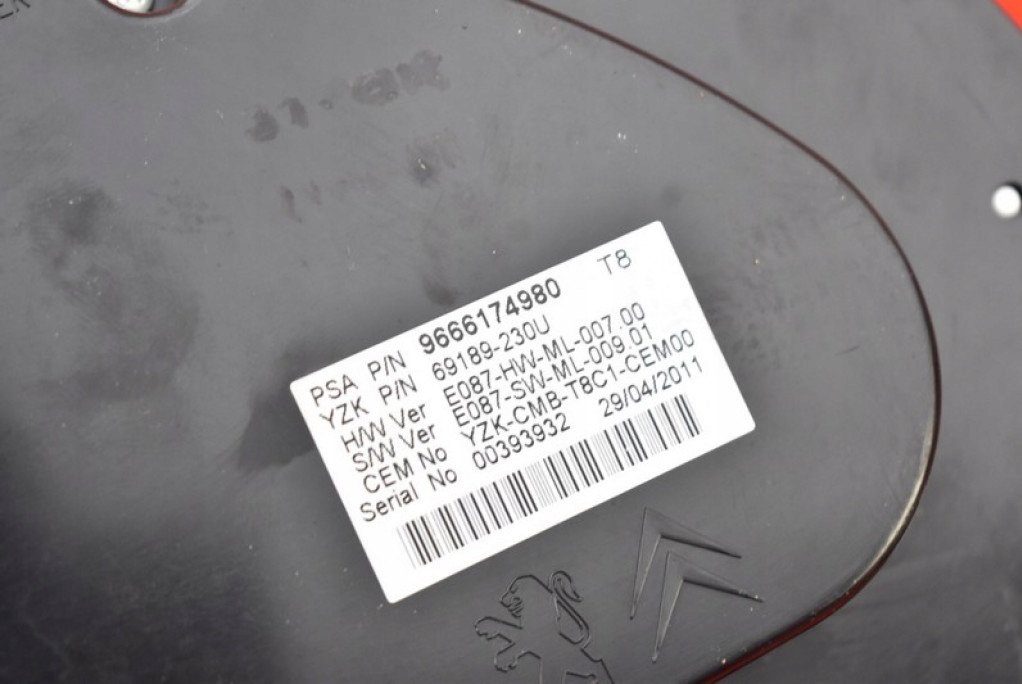 T8
PSA P/N 9666174980
YZK P/N 69189-230U
H/W Ver E087-HW-ML-007.00
S/W Ver E087-SW-ML-009.01
CEM No YZK-CMB-T8C1-CEM00
Serial No 00393932 29/04/2011